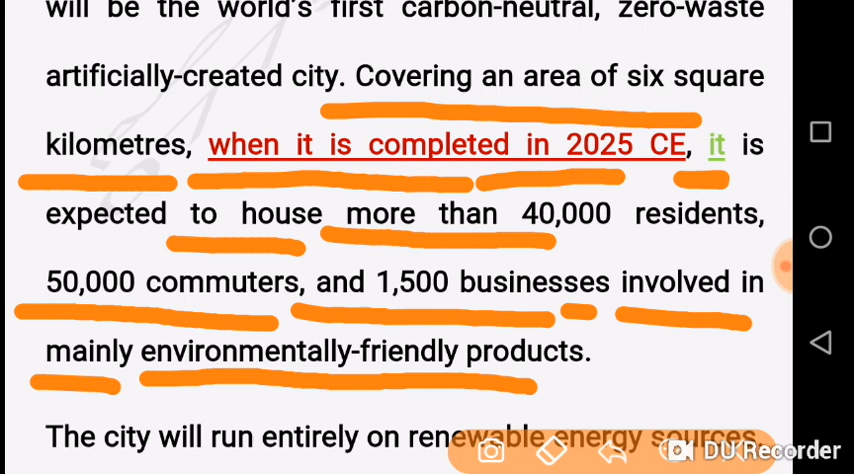 will be the world's first carbon-neutral, zero-waste
artificially-created city. Covering an area of six square
kilometres, when it is completed in 2025 CE, it is
expected to house more than 40,000 residents,
50,000 commuters, and 1,500 businesses involved in
mainly environmentally-friendly products.
The city will run entirely on renewable energy sources,
DU Recorder